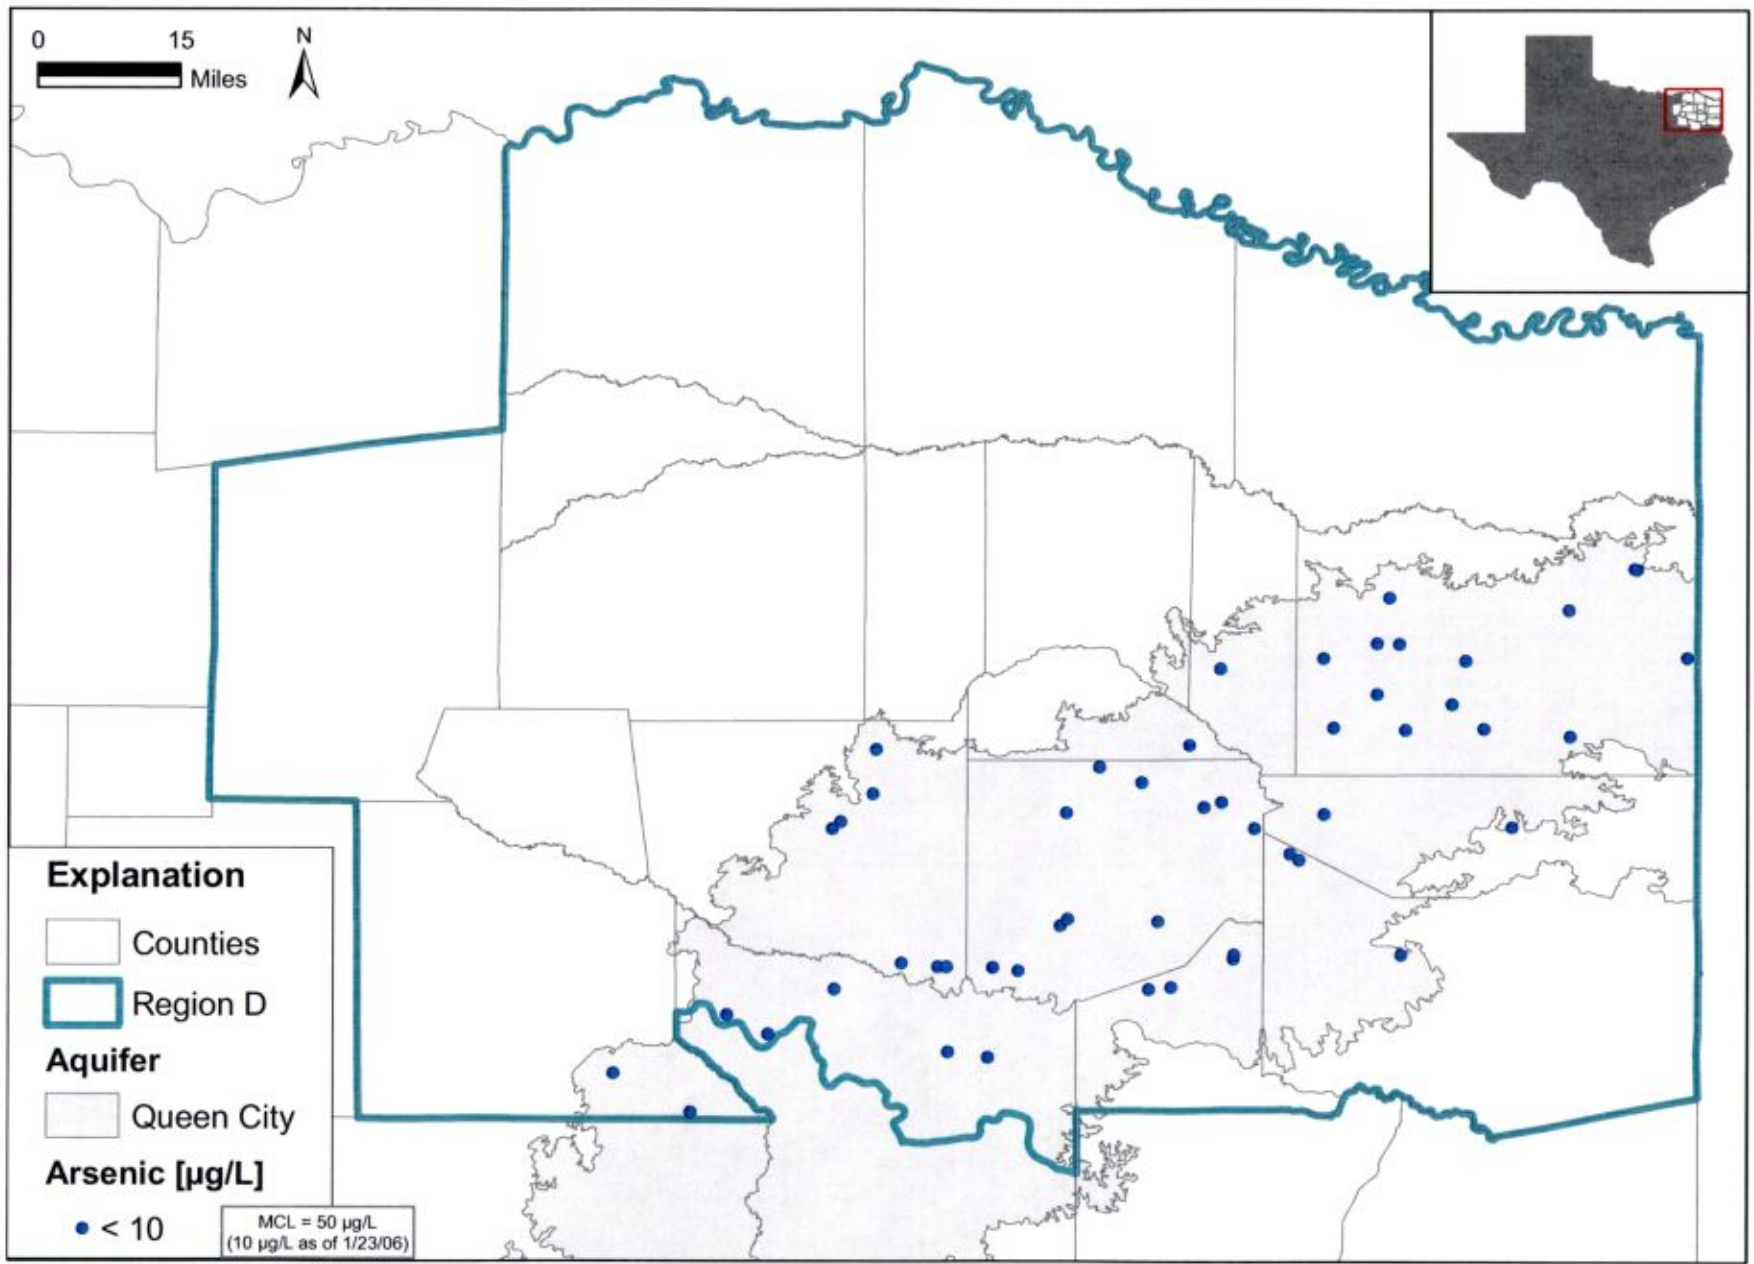 0 15
Miles
N
Explanation
Counties
Region D
Aquifer
Queen City
Arsenic [µg/L]
< 10
MCL = 50 µg/L
(10 µg/L as of 1/23/06)